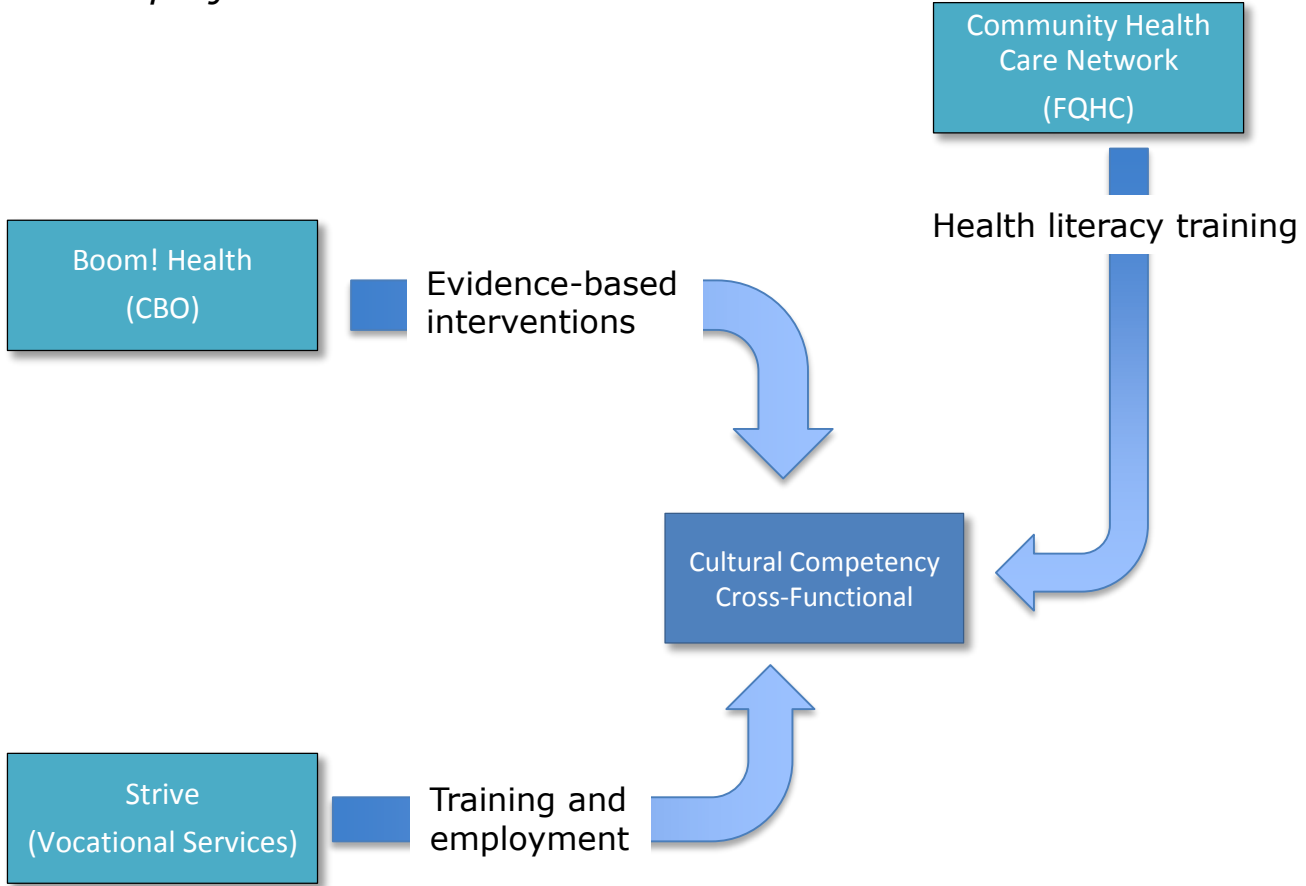 Community Health
Care Network
(FQHC)
Health literacy training
Boom! Health
(CBO)
Evidence-based
interventions
Cultural Competency
Cross-Functional
Training and
employment
Strive
(Vocational Services)